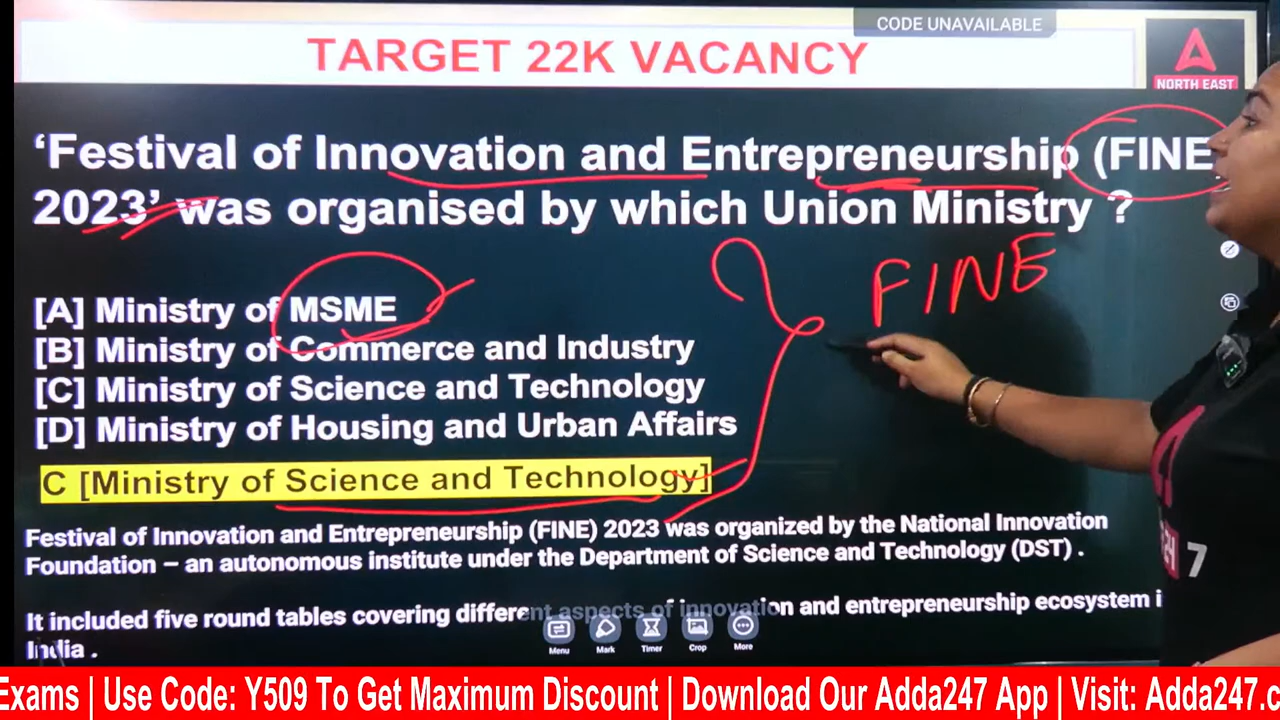 CODE UNAVAILABLE
TARGET 22K VACANCY
NORTH EAST
‘Festival of Innovation and Entrepreneurship (FINE
2023’ was organised by which Union Ministry ?
FINE
[A] Ministry of MSME
[B] Ministry of Commerce and Industry
[C] Ministry of Science and Technology
[D] Ministry of Housing and Urban Affairs
C [Ministry of Science and Technology]
Festival of Innovation and Entrepreneurship (FINE) 2023 was organized by the National Innovation
Foundation – an autonomous institute under the Department of Science and Technology (DST) .
It included five round tables covering different aspects of innovation and entrepreneurship ecosystem i
India .
Menu Mark Timer Crop More
7
Exams | Use Code: Y509 To Get Maximum Discount | Download Our Adda247 App | Visit: Adda247.c